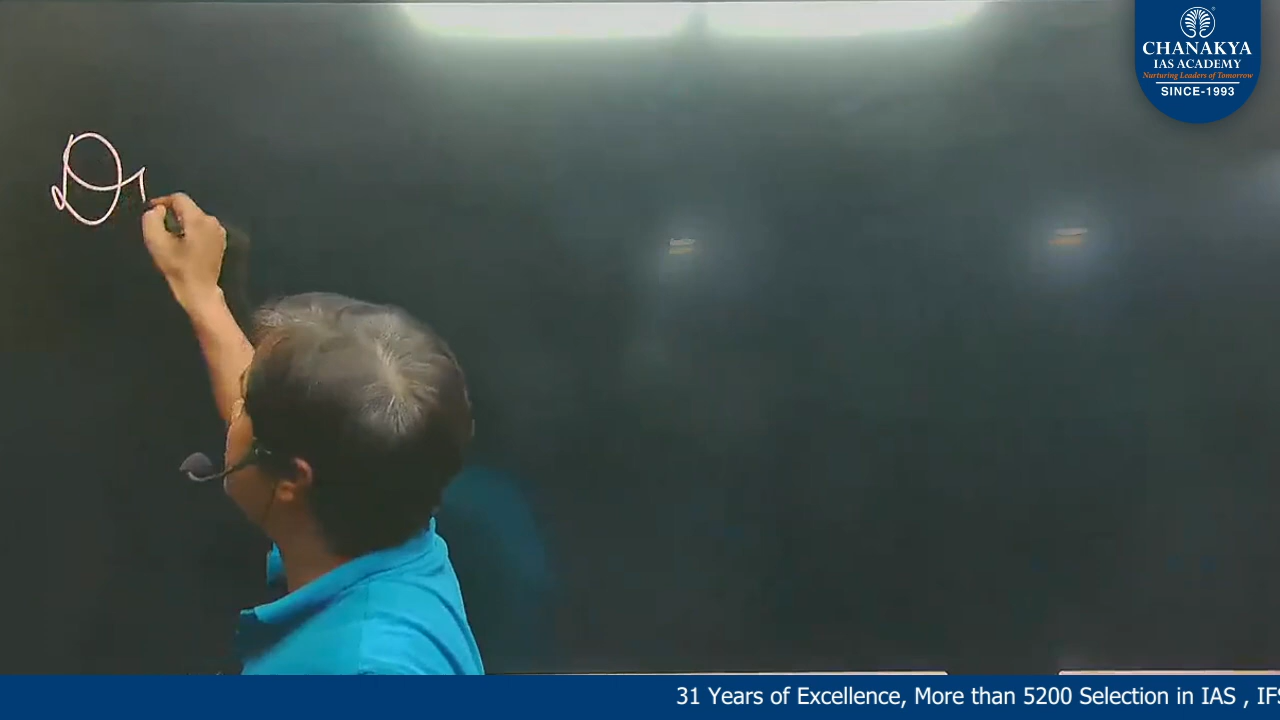 CHANAKYA
IAS ACADEMY
Nurturing Leaders of Tomorrow
SINCE-1993
31 Years of Excellence, More than 5200 Selection in IAS , IFS